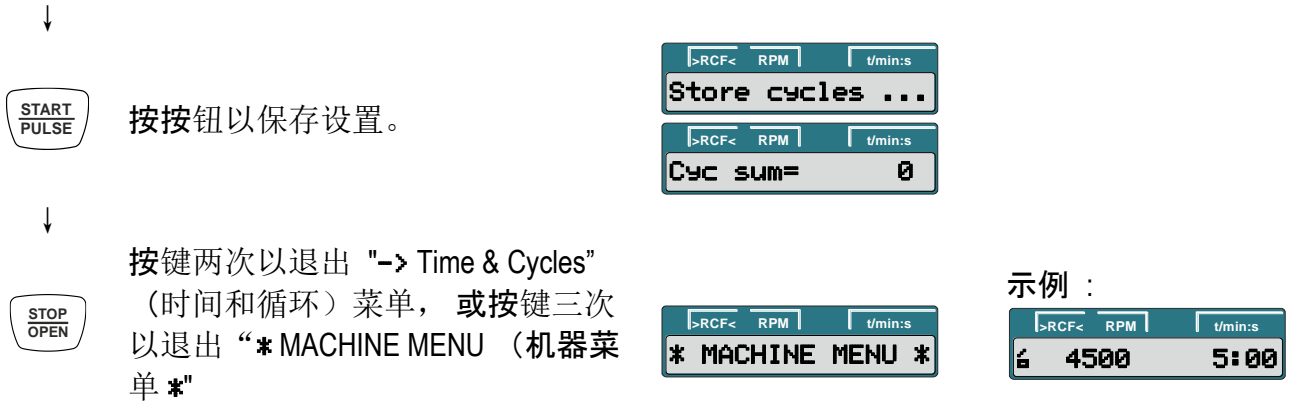 ↓
START
PULSE
按按钮以保存设置。
>RCF< RPM t/min:s
Store cycles ...
>RCF< RPM t/min:s
Cyc sum= 0
↓
STOP
OPEN
按键两次以退出 "-> Time & Cycles”
（时间和循环）菜单， 或按键三次
以退出“* MACHINE MENU （机器菜
单 *"
>RCF< RPM t/min:s
* MACHINE MENU *
示例 :
>RCF< RPM t/min:s
4500 5:00